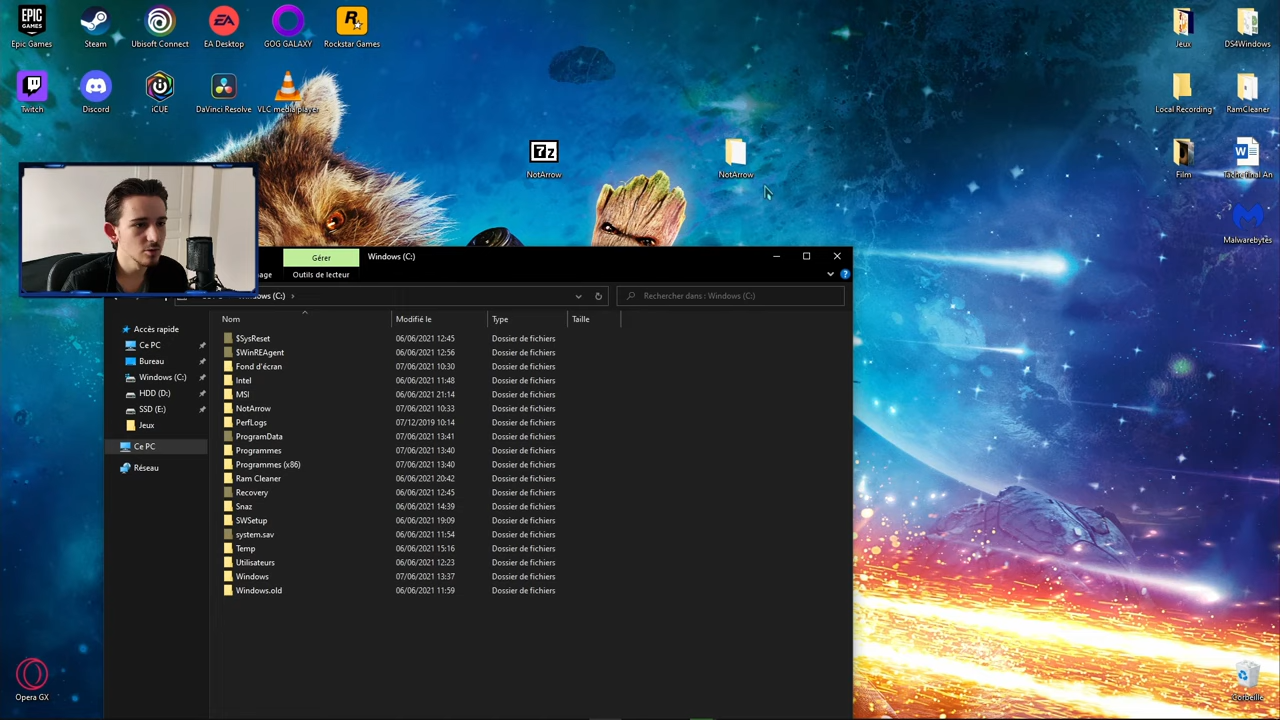 Epic Games
Steam
Ubisoft Connect
EA Desktop
GOG GALAXY
Rockstar Games
Jeux
DS4Windows
Twitch
Discord
iCUE
DaVinci Resolve
VLC media player
Local Recording
RamCleaner
NotArrow
NotArrow
Film
Tâche final An
Malwarebytes
Gérer
Windows (C:)
Outils de lecteur
Windows (C:)
Rechercher dans : Windows (C:)
Nom
Modifié le
Type
Taille
Accès rapide
Ce PC
Bureau
Windows (C:)
HDD (D:)
SSD (E:)
Jeux
Ce PC
Réseau
$SysReset 06/06/2021 12:45 Dossier de fichiers
$WinREAgent 06/06/2021 12:56 Dossier de fichiers
Fond d'écran 07/06/2021 10:30 Dossier de fichiers
Intel 06/06/2021 11:48 Dossier de fichiers
MSI 06/06/2021 21:14 Dossier de fichiers
NotArrow 07/06/2021 10:33 Dossier de fichiers
PerfLogs 07/12/2019 10:14 Dossier de fichiers
ProgramData 07/06/2021 13:41 Dossier de fichiers
Programmes 07/06/2021 13:40 Dossier de fichiers
Programmes (x86) 07/06/2021 13:40 Dossier de fichiers
Ram Cleaner 06/06/2021 20:42 Dossier de fichiers
Recovery 06/06/2021 12:45 Dossier de fichiers
Snaz 06/06/2021 14:39 Dossier de fichiers
SWSetup 06/06/2021 19:09 Dossier de fichiers
system.sav 06/06/2021 11:54 Dossier de fichiers
Temp 06/06/2021 15:16 Dossier de fichiers
Utilisateurs 06/06/2021 12:23 Dossier de fichiers
Windows 07/06/2021 13:37 Dossier de fichiers
Windows.old 06/06/2021 11:59 Dossier de fichiers
Opera GX
Corbeille